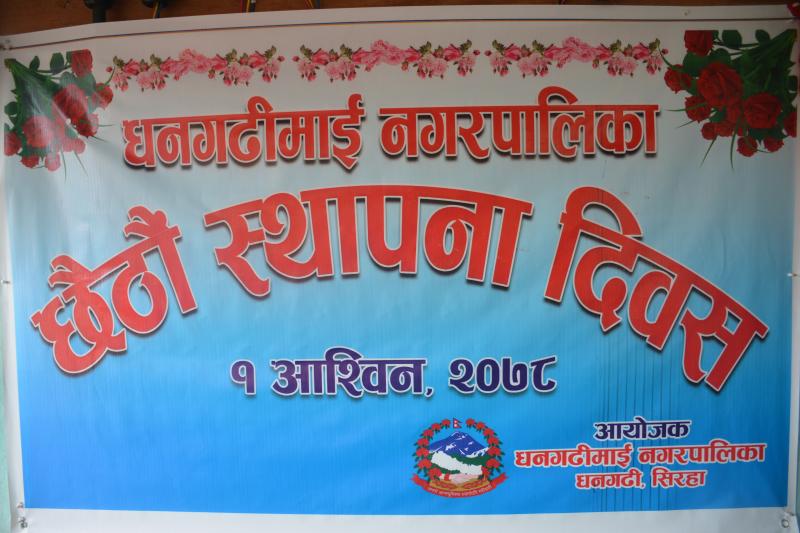 धनगढीमाई नगरपालिका
छैठौं स्थापना दिवस
१ आश्विन, २०७८
आयोजक
धनगढीमाई नगरपालिका
धनगढी, सिरहा